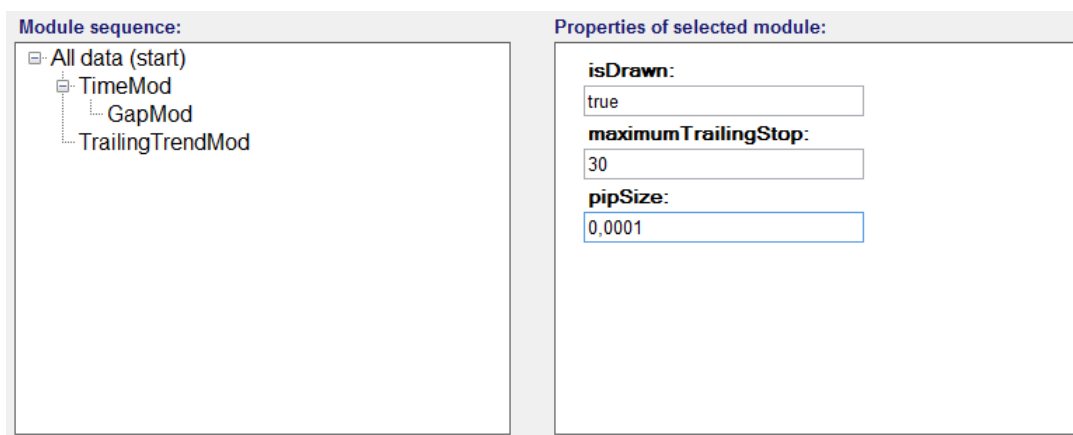 Module sequence:
All data (start)
TimeMod
GapMod
TrailingTrendMod
Properties of selected module:
isDrawn:
true
maximumTrailingStop:
30
pipSize:
0,0001